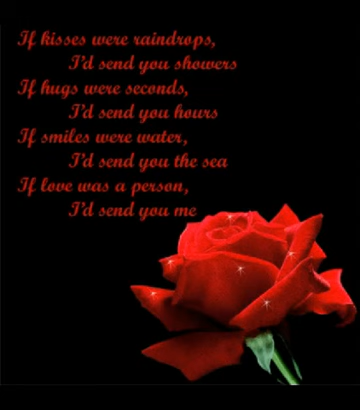 If kisses were raindrops,
I'd send you showers
If hugs were seconds,
I'd send you hours
If smiles were water,
I'd send you the sea
If love was a person,
I'd send you me